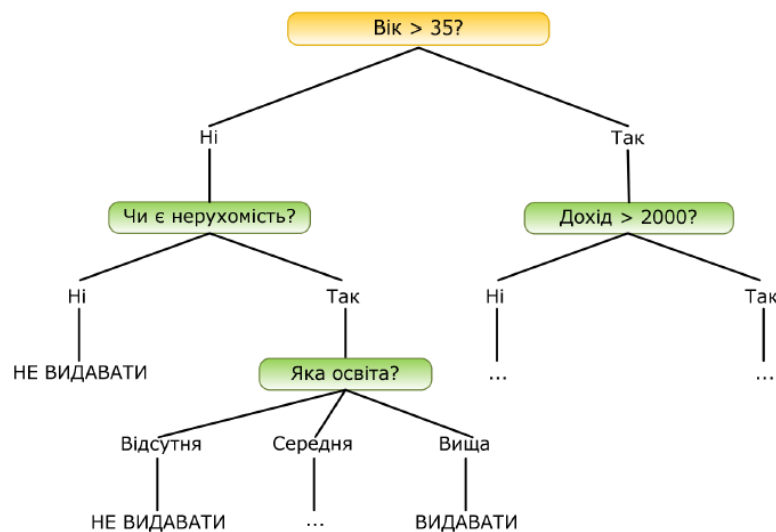 Вік > 35?
Ні
Так
Чи є нерухомість?
Дохід > 2000?
Ні
Так
Ні
Так
НЕ ВИДАВАТИ
Яка освіта?
...
...
Відсутня
Середня
Вища
НЕ ВИДАВАТИ
...
ВИДАВАТИ